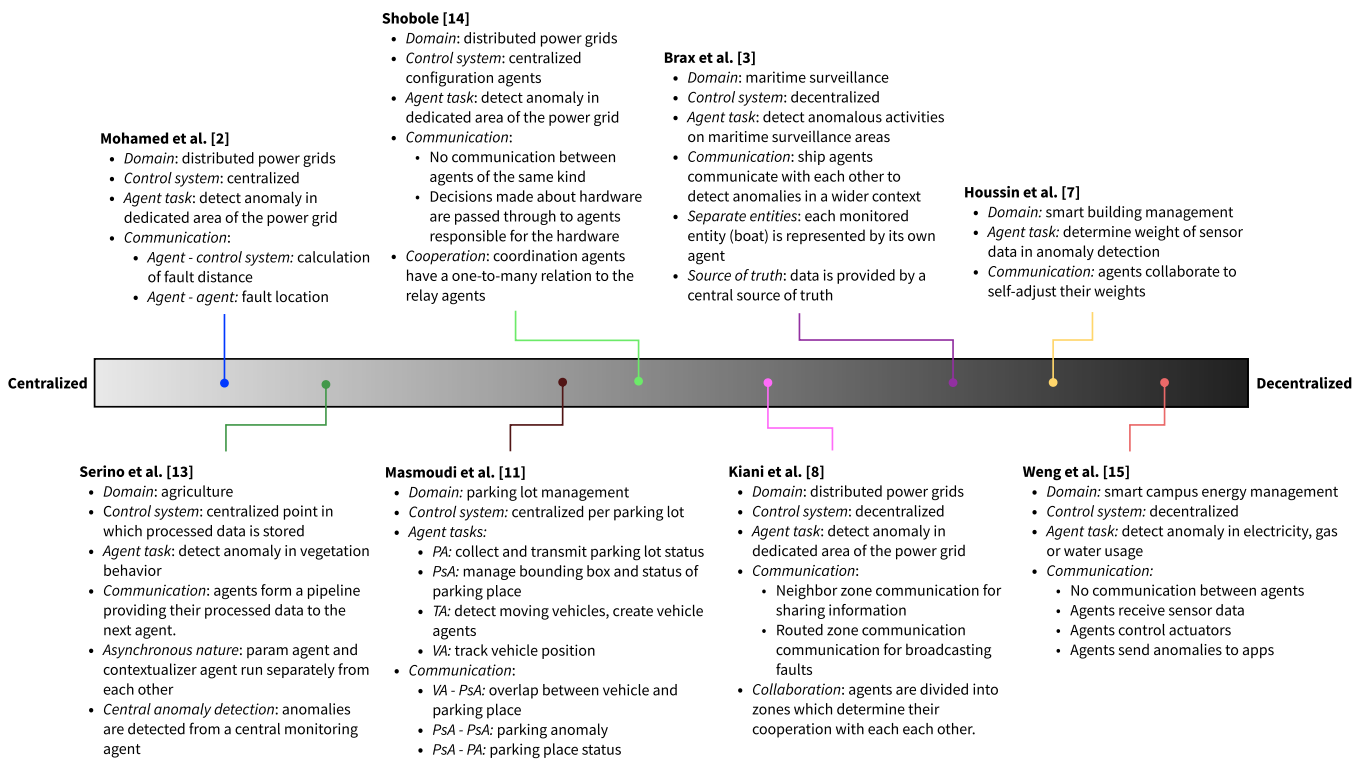 Shobole [14]
• Domain: distributed power grids
• Control system: centralized
configuration agents
• Agent task: detect anomaly in
dedicated area of the power grid
• Communication:
• No communication between
agents of the same kind
• Decisions made about hardware
are passed through to agents
responsible for the hardware
• Cooperation: coordination agents
have a one-to-many relation to the
relay agents
Brax et al. [3]
• Domain: maritime surveillance
• Control system: decentralized
• Agent task: detect anomalous activities
on maritime surveillance areas
• Communication: ship agents
communicate with each other to
detect anomalies in a wider context
• Separate entities: each monitored
entity (boat) is represented by its own
agent
• Source of truth: data is provided by a
central source of truth
Mohamed et al. [2]
• Domain: distributed power grids
• Control system: centralized
• Agent task: detect anomaly in
dedicated area of the power grid
• Communication:
• Agent - control system: calculation
of fault distance
• Agent - agent: fault location
Houssin et al. [7]
• Domain: smart building management
• Agent task: determine weight of sensor
data in anomaly detection
• Communication: agents collaborate to
self-adjust their weights
Centralized
Decentralized
Serino et al. [13]
• Domain: agriculture
• Control system: centralized point in
which processed data is stored
• Agent task: detect anomaly in vegetation
behavior
• Communication: agents form a pipeline
providing their processed data to the
next agent.
• Asynchronous nature: param agent and
contextualizer agent run separately from
each other
• Central anomaly detection: anomalies
are detected from a central monitoring
agent
Masmoudi et al. [11]
• Domain: parking lot management
• Control system: centralized per parking lot
• Agent tasks:
• PA: collect and transmit parking lot status
• PsA: manage bounding box and status of
parking place
• TA: detect moving vehicles, create vehicle
agents
• VA: track vehicle position
• Communication:
• VA - PsA: overlap between vehicle and
parking place
• PsA - PsA: parking anomaly
• PsA - PA: parking place status
Kiani et al. [8]
• Domain: distributed power grids
• Control system: decentralized
• Agent task: detect anomaly in
dedicated area of the power grid
• Communication:
• Neighbor zone communication for
sharing information
• Routed zone communication
communication for broadcasting
faults
• Collaboration: agents are divided into
zones which determine their
cooperation with each each other.
Weng et al. [15]
• Domain: smart campus energy management
• Control system: decentralized
• Agent task: detect anomaly in electricity, gas
or water usage
• Communication:
• No communication between agents
• Agents receive sensor data
• Agents control actuators
• Agents send anomalies to apps